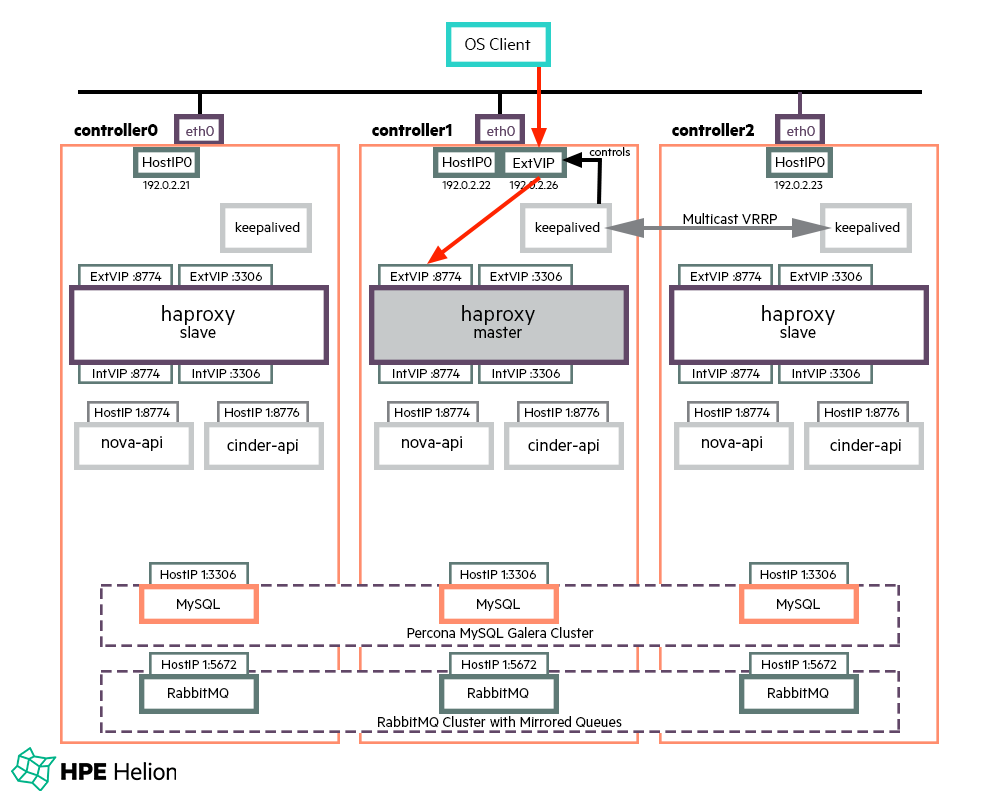 OS Client
controller0
eth0
controller1
eth0
controller2
eth0
HostIP0
HostIP0
ExtVIP
controls
HostIP0
192.0.2.21
192.0.2.22
192.0.2.26
192.0.2.23
keepalived
keepalived
Multicast VRRP
keepalived
ExtVIP :8774
ExtVIP :3306
ExtVIP :8774
ExtVIP :3306
ExtVIP :8774
ExtVIP :3306
haproxy
slave
haproxy
master
haproxy
slave
IntVIP :8774
IntVIP :3306
IntVIP :8774
IntVIP :3306
IntVIP :8774
IntVIP :3306
HostIP 1:8774
HostIP 1:8776
HostIP 1:8774
HostIP 1:8776
HostIP 1:8774
HostIP 1:8776
nova-api
cinder-api
nova-api
cinder-api
nova-api
cinder-api
HostIP 1:3306
HostIP 1:3306
HostIP 1:3306
MySQL
MySQL
MySQL
Percona MySQL Galera Cluster
HostIP 1:5672
HostIP 1:5672
HostIP 1:5672
RabbitMQ
RabbitMQ
RabbitMQ
RabbitMQ Cluster with Mirrored Queues
HPE Helion